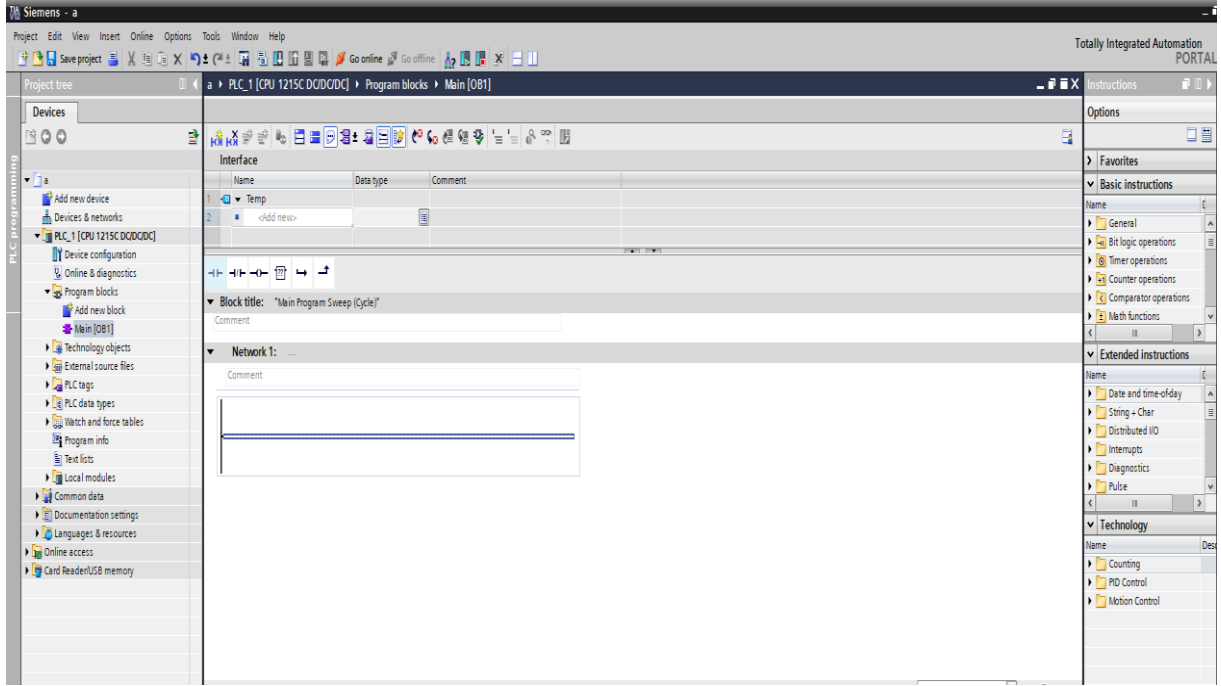 Siemens - a
Project Edit View Insert Online Options Tools Window Help
Totally Integrated Automation
PORTAL
Save project Go online Go offline
Project tree
a PLC_1 [CPU 1215C DC/DC/DC] Program blocks Main [OB1]
Instructions
Devices
Options
PLC programming
Interface
Name Data type Comment
1 Temp
2 <Add new>
a
Add new device
Devices & networks
PLC_1 [CPU 1215C DC/DC/DC]
Device configuration
Online & diagnostics
Program blocks
Add new block
Main [OB1]
Technology objects
External source files
PLC tags
PLC data types
Watch and force tables
Program info
Text lists
Local modules
Common data
Documentation settings
Languages & resources
Online access
Card Reader/USB memory
Block title: "Main Program Sweep (Cycle)"
Comment
Network 1: ....
Comment
Favorites
Basic instructions
Name
General
Bit logic operations
Timer operations
Counter operations
Comparator operations
Math functions
Extended instructions
Name
Date and time-of-day
String + Char
Distributed I/O
Interrupts
Diagnostics
Pulse
Technology
Name Desc
Counting
PID Control
Motion Control